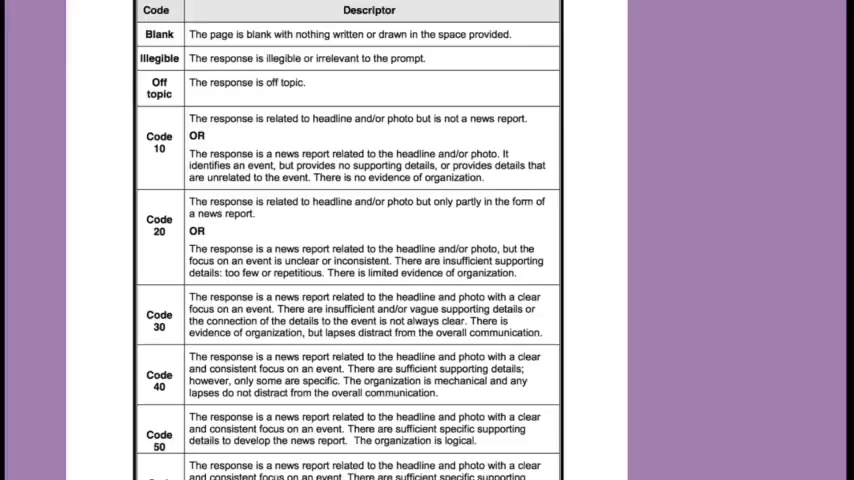 Code Descriptor
Blank The page is blank with nothing written or drawn in the space provided.
Illegible The response is illegible or irrelevant to the prompt.
Off
topic
The response is off topic.
Code
10
The response is related to headline and/or photo but is not a news report.
OR
The response is a news report related to the headline and/or photo. It
identifies an event, but provides no supporting details, or provides details that
are unrelated to the event. There is no evidence of organization.
Code
20
The response is related to headline and/or photo but only partly in the form of
a news report.
OR
The response is a news report related to the headline and/or photo, but the
focus on an event is unclear or inconsistent. There are insufficient supporting
details: too few or repetitious. There is limited evidence of organization.
Code
30
The response is a news report related to the headline and photo with a clear
focus on an event. There are insufficient and/or vague supporting details or
the connection of the details to the event is not always clear. There is
evidence of organization, but lapses distract from the overall communication.
Code
40
The response is a news report related to the headline and photo with a clear
and consistent focus on an event. There are sufficient supporting details;
however, only some are specific. The organization is mechanical and any
lapses do not distract from the overall communication.
Code
50
The response is a news report related to the headline and photo with a clear
and consistent focus on an event. There are sufficient specific supporting
details to develop the news report. The organization is logical.
The response is a news report related to the headline and photo with a clear
and consistent focus on an event. There are sufficient specific supporting